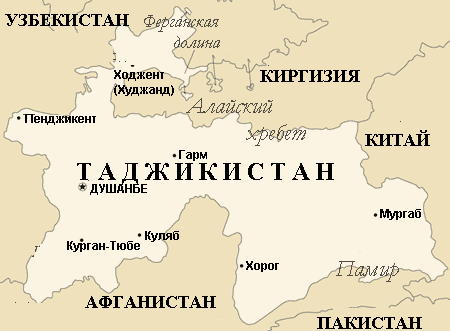 УЗБЕКИСТАН
Ферганская
долина
Ходжент
(Худжанд)
КИРГИЗИЯ
Алайский
хребет
Пенджикент
КИТАЙ
Гарм
ТАДЖИКИСТАН
ДУШАНБЕ
Мургаб
Куляб
Курган-Тюбе
Хорог
Памир
АФГАНИСТАН
ПАКИСТАН